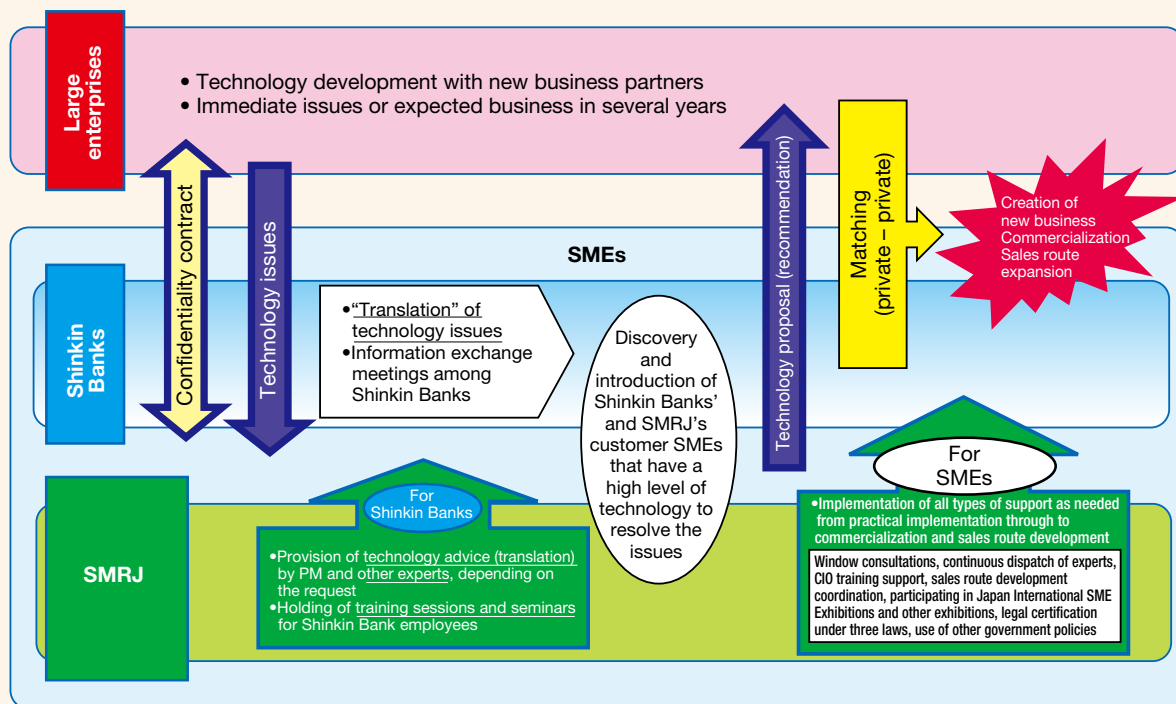 Large
enterprises
• Technology development with new business partners
• Immediate issues or expected business in several years
Confidentiality contract
Technology issues
Technology proposal (recommendation)
Matching
(private – private)
Creation of
new business
Commercialization
Sales route
expansion
SMEs
Shinkin
Banks
•“Translation” of
technology issues
•Information exchange
meetings among
Shinkin Banks
Discovery
and
introduction of
Shinkin Banks’
and SMRJ’s
customer SMEs
that have a
high level of
technology to
resolve the
issues
SMRJ
For
Shinkin Banks
•Provision of technology advice (translation)
by PM and other experts, depending on
the request
•Holding of training sessions and seminars
for Shinkin Bank employees
For
SMEs
•Implementation of all types of support as needed
from practical implementation through to
commercialization and sales route development
Window consultations, continuous dispatch of experts,
CIO training support, sales route development
coordination, participating in Japan International SME
Exhibitions and other exhibitions, legal certification
under three laws, use of other government policies